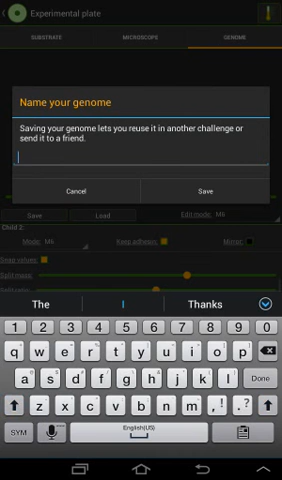 Experimental plate
SUBSTRATE MICROSCOPE GENOME
Name your genome
Saving your genome lets you reuse it in another challenge or
send it to a friend.
Cancel Save
Save Load Edit mode: M6
Child 2:
Mode: M6 Keep adhesin: Mirror:
Snap values:
Split mass:
Split ratio:
The I Thanks
1 2 3 4 5 6 7 8 9 0
q w e r t y u i o p
a s d f g h j k l Done
z x c v b n m , ! . ?
SYM English(US)